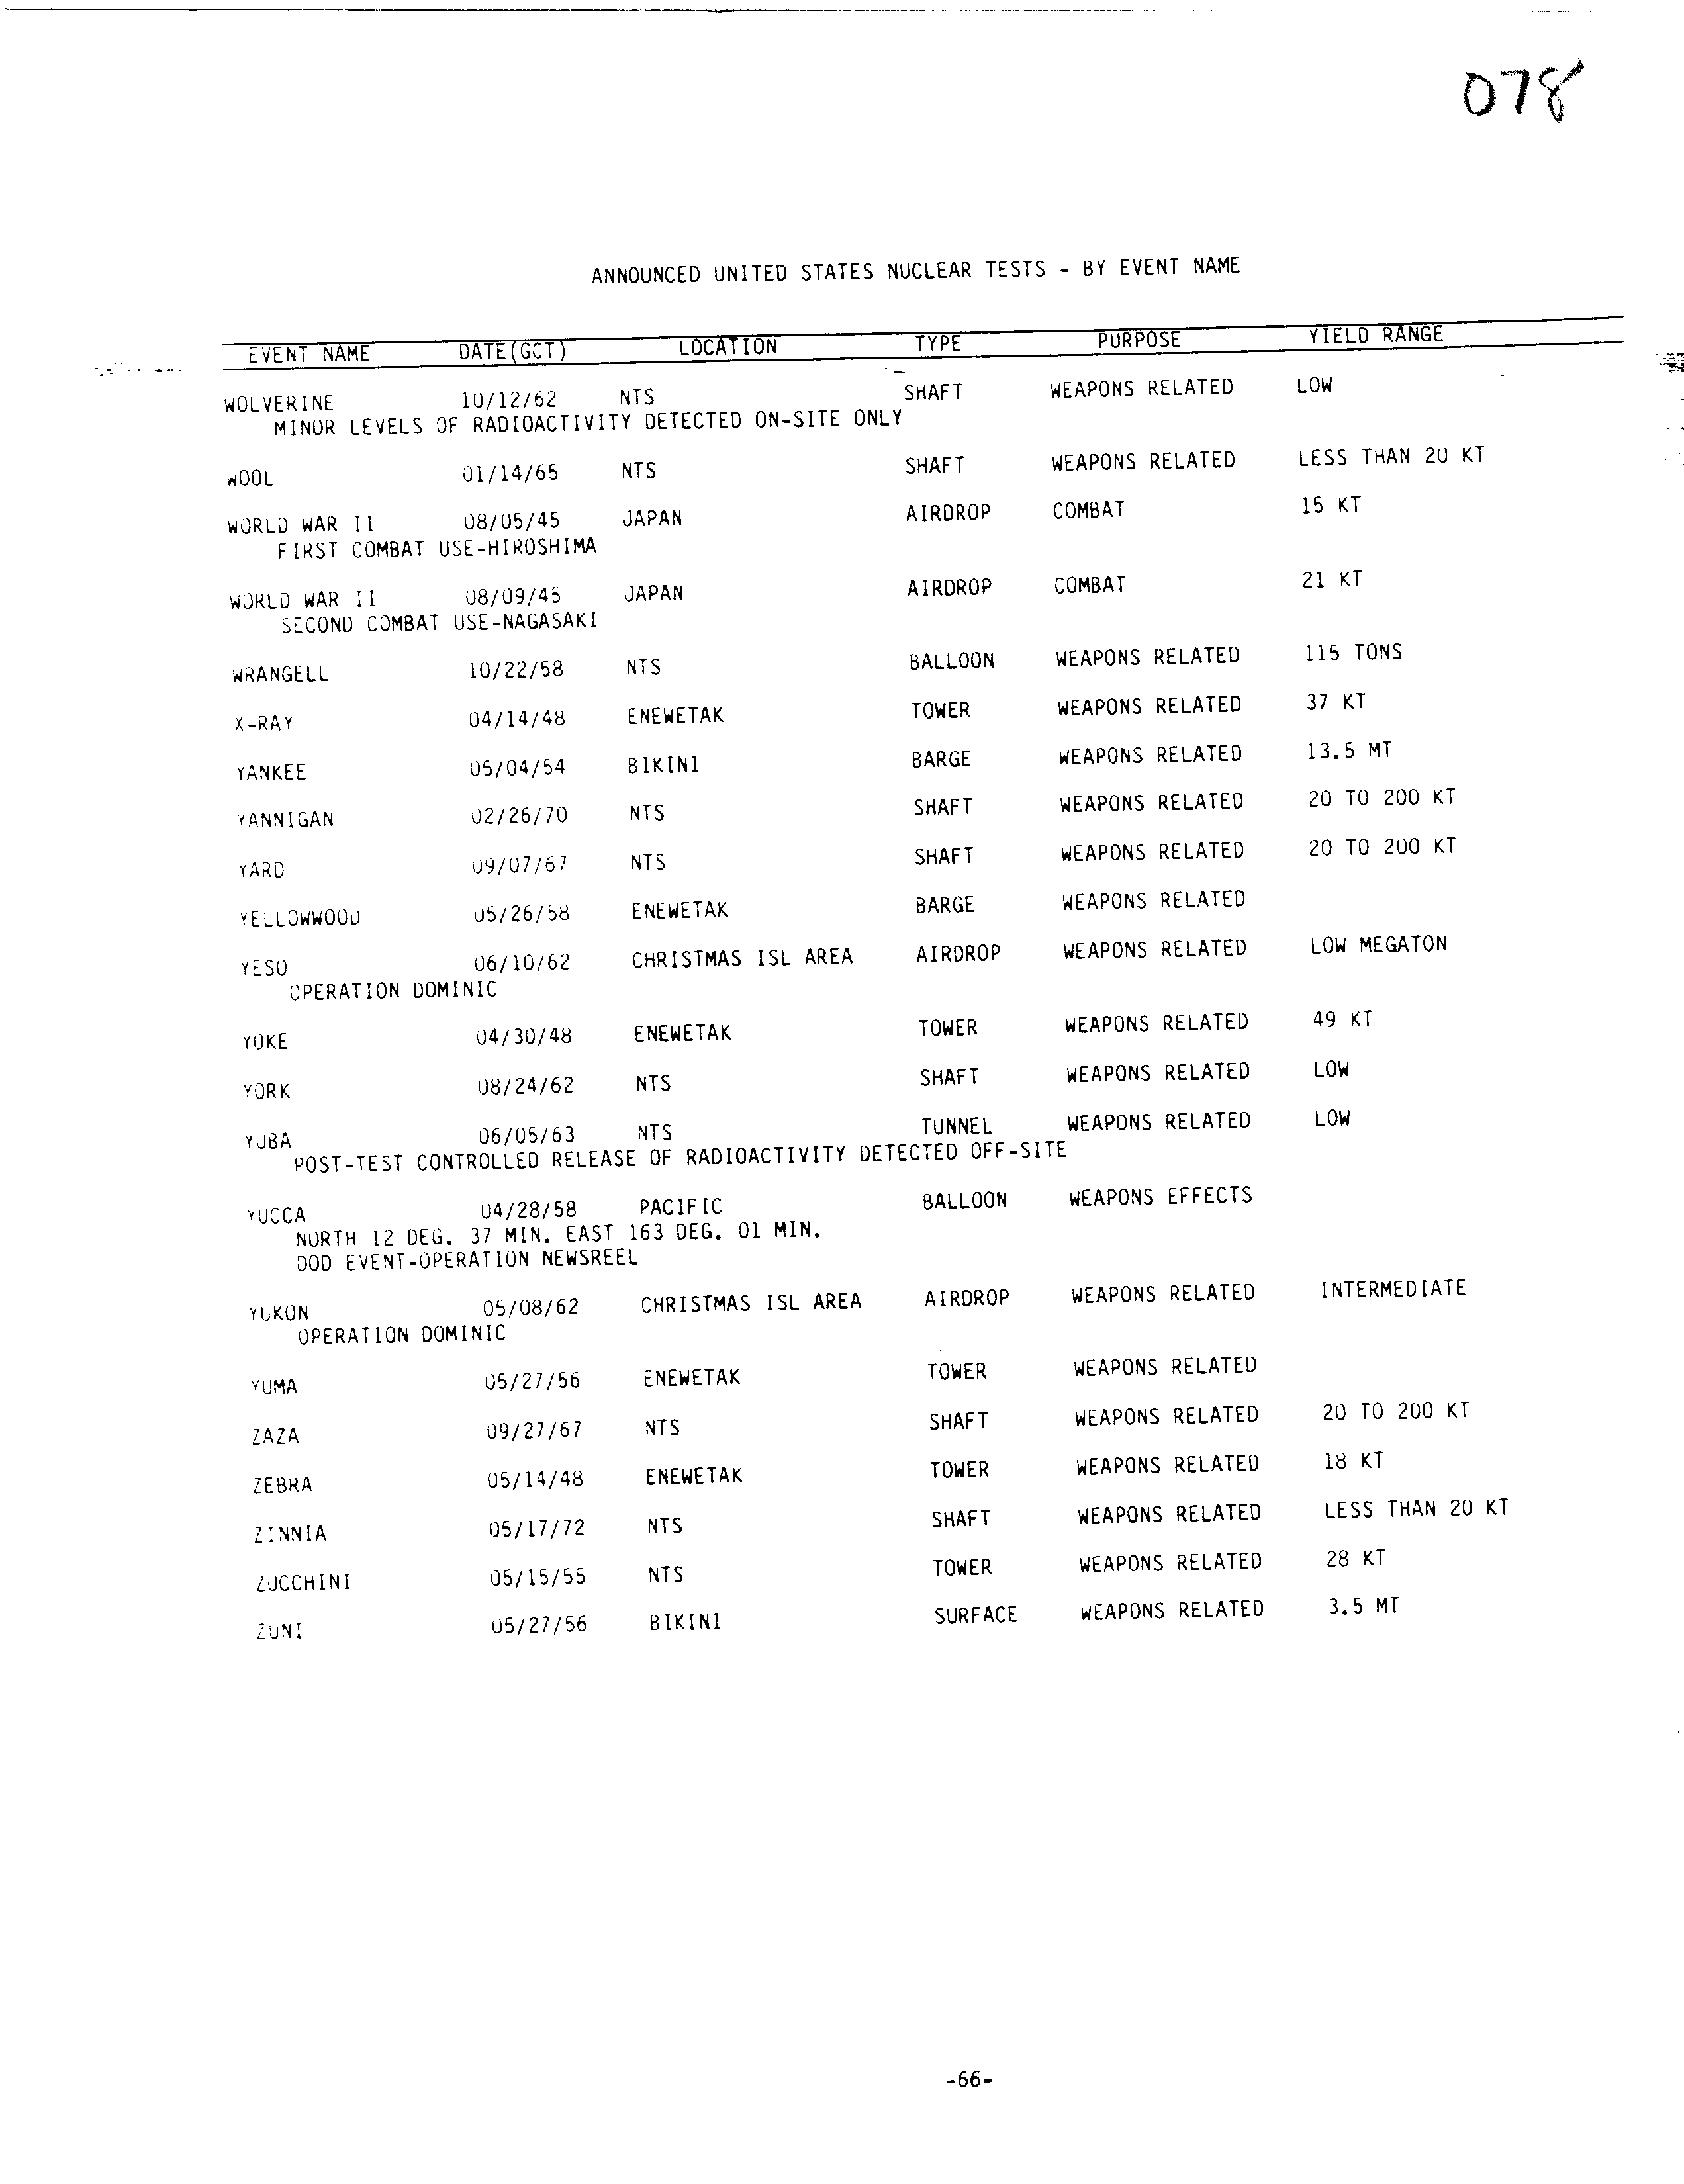 078
ANNOUNCED UNITED STATES NUCLEAR TESTS - BY EVENT NAME
EVENT NAME DATE(GCT) LOCATION TYPE PURPOSE YIELD RANGE
WOLVERINE 10/12/62 NTS SHAFT WEAPONS RELATED LOW
MINOR LEVELS OF RADIOACTIVITY DETECTED ON-SITE ONLY
WOOL 01/14/65 NTS SHAFT WEAPONS RELATED LESS THAN 20 KT
WORLD WAR II 08/05/45 JAPAN AIRDROP COMBAT 15 KT
FIRST COMBAT USE-HIROSHIMA
WORLD WAR II 08/09/45 JAPAN AIRDROP COMBAT 21 KT
SECOND COMBAT USE-NAGASAKI
WRANGELL 10/22/58 NTS BALLOON WEAPONS RELATED 115 TONS
X-RAY 04/14/48 ENEWETAK TOWER WEAPONS RELATED 37 KT
YANKEE 05/04/54 BIKINI BARGE WEAPONS RELATED 13.5 MT
YANNIGAN 02/26/70 NTS SHAFT WEAPONS RELATED 20 TO 200 KT
YARD 09/07/67 NTS SHAFT WEAPONS RELATED 20 TO 200 KT
YELLOWWOOD 05/26/58 ENEWETAK BARGE WEAPONS RELATED
YESO 06/10/62 CHRISTMAS ISL AREA AIRDROP WEAPONS RELATED LOW MEGATON
OPERATION DOMINIC
YOKE 04/30/48 ENEWETAK TOWER WEAPONS RELATED 49 KT
YORK 08/24/62 NTS SHAFT WEAPONS RELATED LOW
YUBA 06/05/63 NTS TUNNEL WEAPONS RELATED LOW
POST-TEST CONTROLLED RELEASE OF RADIOACTIVITY DETECTED OFF-SITE
YUCCA 04/28/58 PACIFIC BALLOON WEAPONS EFFECTS
NORTH 12 DEG. 37 MIN. EAST 163 DEG. 01 MIN.
DOD EVENT-OPERATION NEWSREEL
YUKON 05/08/62 CHRISTMAS ISL AREA AIRDROP WEAPONS RELATED INTERMEDIATE
OPERATION DOMINIC
YUMA 05/27/56 ENEWETAK TOWER WEAPONS RELATED
ZAZA 09/27/67 NTS SHAFT WEAPONS RELATED 20 TO 200 KT
ZEBRA 05/14/48 ENEWETAK TOWER WEAPONS RELATED 18 KT
ZINNIA 05/17/72 NTS SHAFT WEAPONS RELATED LESS THAN 20 KT
ZUCCHINI 05/15/55 NTS TOWER WEAPONS RELATED 28 KT
ZUNI 05/27/56 BIKINI SURFACE WEAPONS RELATED 3.5 MT
-66-